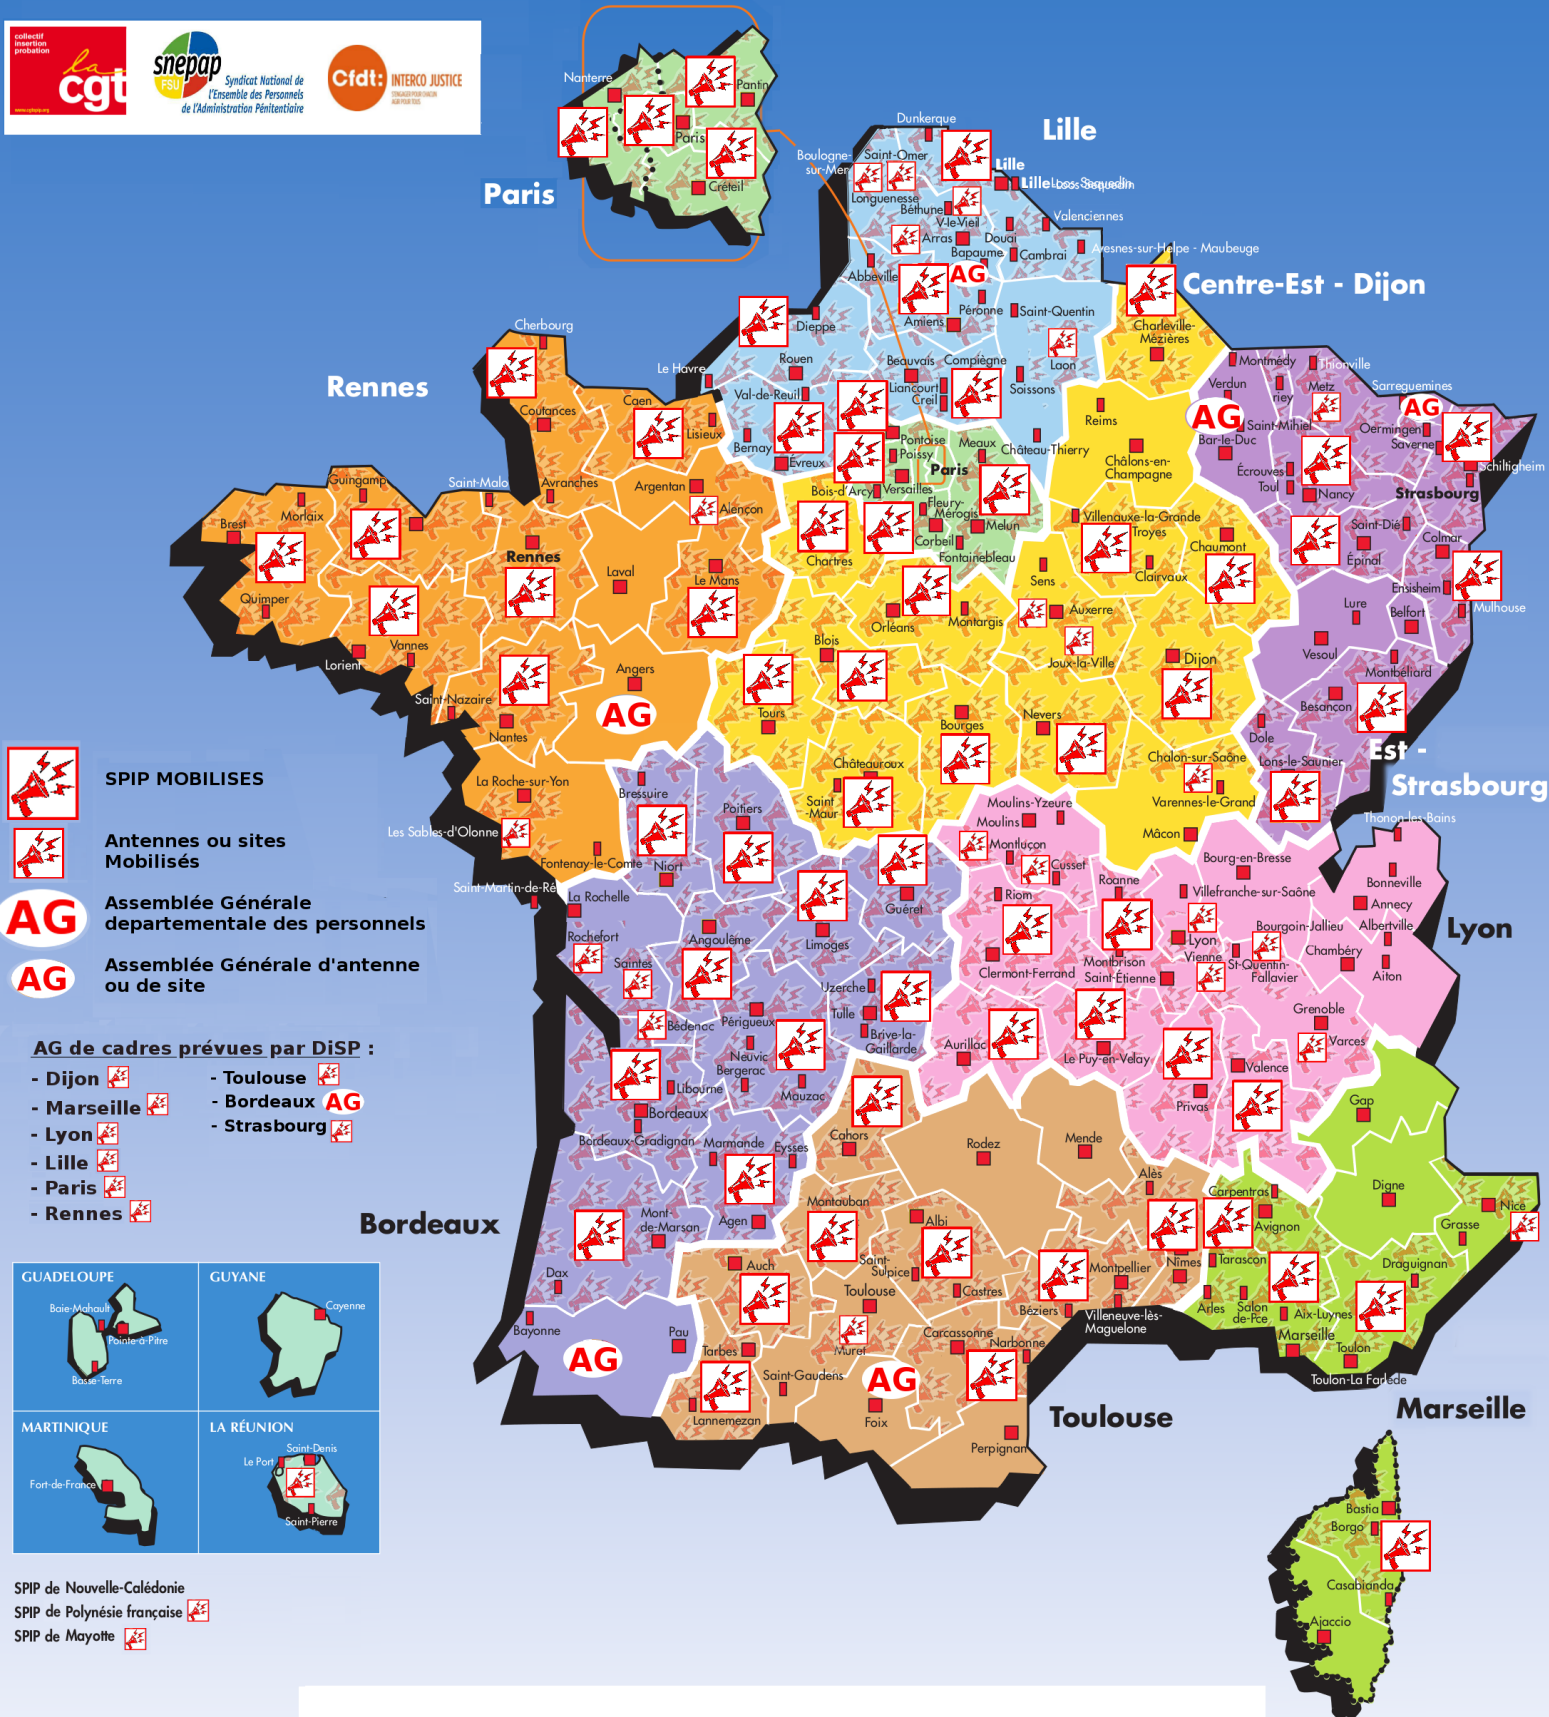 collectif
insertion
probation
la
cgt
snepap
FSU
Syndicat National de
l'Ensemble des Personnels
de l'Administration Pénitentiaire
Cfdt:
INTERCO JUSTICE
Nanterre
Pantin
Paris
Créteil
Paris
Dunkerque
Lille
Boulogne-
sur-Mer
Saint-Omer
Lille
Lille
Loos-Sequedin
Longuenesse
Béthune
V-le-Vieil
Valenciennes
Arras
Douai
Bapaume
Cambrai
Avesnes-sur-Helpe - Maubeuge
Abbeville
AG
Centre-Est - Dijon
Péronne
Saint-Quentin
Amiens
Dieppe
Charleville-
Mézières
Cherbourg
Rouen
Beauvais
Compiègne
Laon
Soissons
Montmédy
Thionville
Le Havre
Val-de-Reuil
Liancourt
Creil
Verdun
riey
Metz
Sarreguemines
Rennes
Coutances
Caen
Lisieux
Reims
AG
AG
Saint-Mihiel
Oermingen
Saverne
Bernay
Évreux
Pontoise
Poissy
Meaux
Château-Thierry
Bar-le-Duc
Schiltigheim
Paris
Châlons-en-
Champagne
Écrouves
Toul
Nancy
Strasbourg
Guingamp
Saint-Malo
Avranches
Argentan
Bois-d'Arcy
Versailles
Morlaix
Brest
Alençon
Fleury-
Mérogis
Melun
Villenauxe-la-Grande
Troyes
Saint-Dié
Corbeil
Fontainebleau
Chartres
Chaumont
Colmar
Épinal
Rennes
Laval
Le Mans
Sens
Clairvaux
Ensisheim
Quimper
Orléans
Montargis
Auxerre
Lure
Belfort
Mulhouse
Vannes
Lorient
Blois
Joux-la-Ville
Dijon
Vesoul
Montbéliard
Angers
Saint-Nazaire
AG
Tours
Bourges
Nevers
Besançon
Nantes
Dole
Est -
Strasbourg
Châteauroux
Chalon-sur-Saône
Lons-le-Saunier
SPIP MOBILISES
La Roche-sur-Yon
Bressuire
Saint
-Maur
Moulins-Yzeure
Varennes-le-Grand
Poitiers
Moulins
Thonon-les-Bains
Les Sables-d'Olonne
Mâcon
Antennes ou sites
Mobilisés
Fontenay-le-Comte
Niort
Montluçon
Cusset
Bourg-en-Bresse
Saint-Martin-de-Ré
La Rochelle
Guéret
Riom
Roanne
Villefranche-sur-Saône
Bonneville
Annecy
AG
Assemblée Générale
departementale des personnels
Rochefort
Angoulême
Limoges
Lyon
Vienne
Bourgoin-Jallieu
Albertville
Lyon
Chambéry
AG
Assemblée Générale d'antenne
ou de site
Saintes
Clermont-Ferrand
Montbrison
Saint-Étienne
St-Quentin-
Fallavier
Aiton
Uzerche
Tulle
Bédenac
Périgueux
Brive-la-
Gaillarde
Grenoble
Varces
AG de cadres prévues par DiSP :
Neuvic
Bergerac
Aurillac
Le Puy-en-Velay
Valence
- Dijon
- Marseille
- Lyon
- Lille
- Paris
- Rennes
- Toulouse
- Bordeaux AG
- Strasbourg
Libourne
Mauzac
Bordeaux
Privas
Gap
Bordeaux-Gradignan
Marmande
Eysses
Cahors
Rodez
Mende
Alès
Carpentras
Digne
Bordeaux
Mont-
de-Marsan
Agen
Montauban
Albi
Avignon
Nice
Grasse
Saint-
Sulpice
Auch
Montpellier
Nîmes
Tarascon
Draguignan
Dax
Toulouse
Castres
Béziers
Villeneuve-lès-
Maguelone
Arles
Salon
de-Pce
Aix-Luynes
Bayonne
Pau
Tarbes
Muret
Carcassonne
Narbonne
Marseille
Toulon
Toulon-La Farlède
AG
Saint-Gaudens
AG
Lannemezan
Foix
Perpignan
Toulouse
Marseille
GUADELOUPE
Baie-Mahault
Pointe-à-Pitre
Basse-Terre
GUYANE
Cayenne
MARTINIQUE
Fort-de-France
LA RÉUNION
Saint-Denis
Le Port
Saint-Pierre
Bastia
Borgo
Casabianda
Ajaccio
SPIP de Nouvelle-Calédonie
SPIP de Polynésie française
SPIP de Mayotte